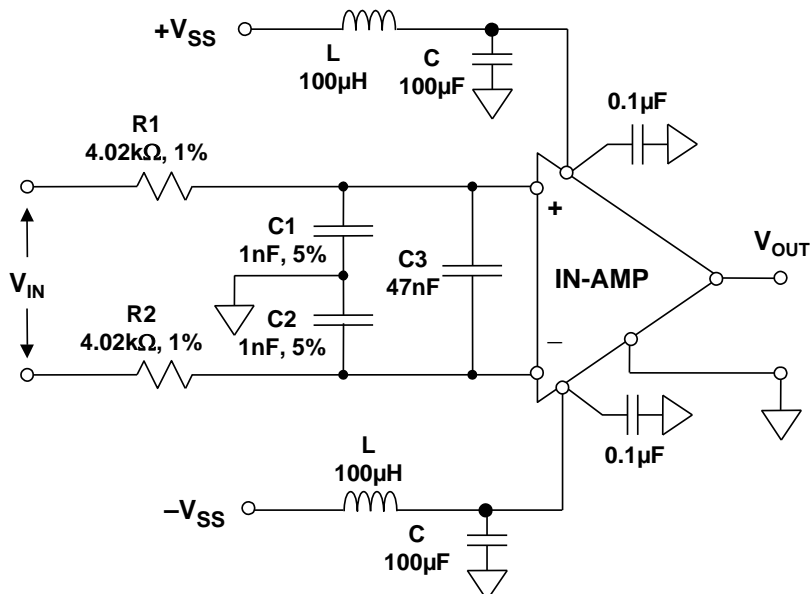 +VSS
L
100µH
C
100µF
0.1µF
R1
4.02kΩ, 1%
C1
1nF, 5%
C3
47nF
+
VOUT
VIN
IN-AMP
R2
4.02kΩ, 1%
C2
1nF, 5%
–
0.1µF
L
100µH
–VSS
C
100µF